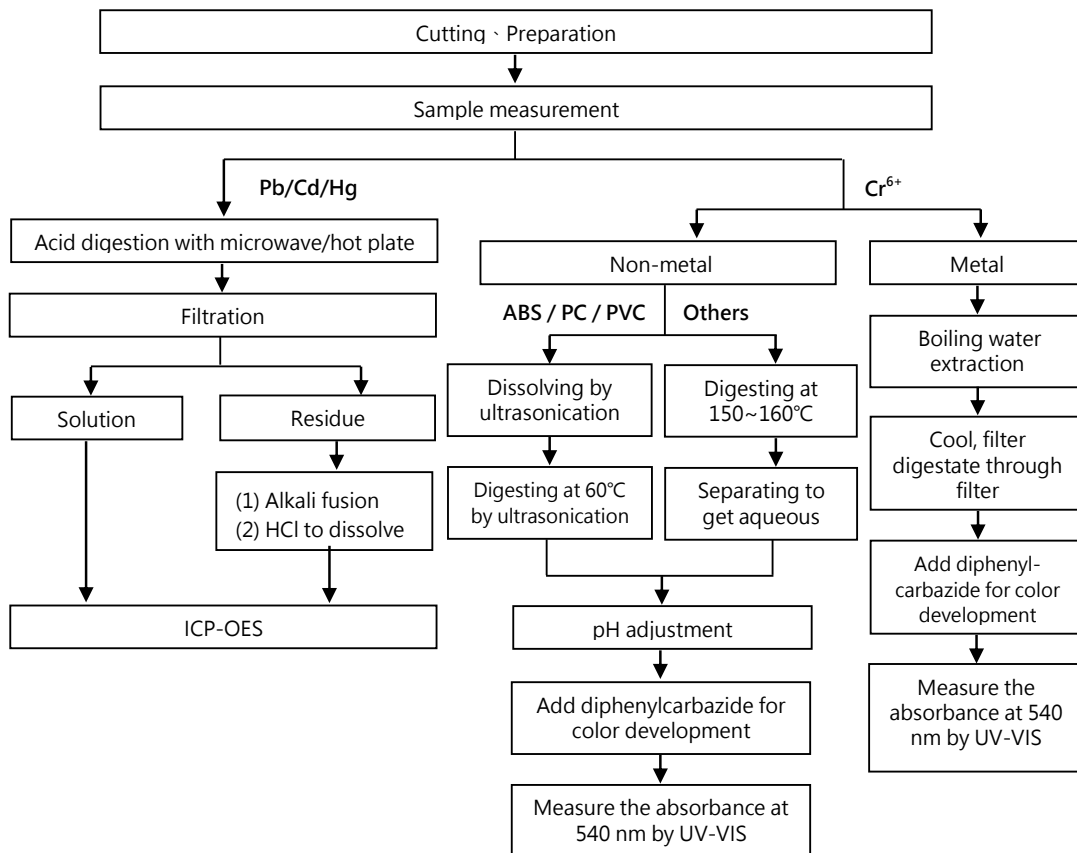 Cutting、Preparation
Sample measurement
Pb/Cd/Hg
Cr⁶⁺
Acid digestion with microwave/hot plate
Filtration
Solution
Residue
(1) Alkali fusion
(2) HCl to dissolve
ICP-OES
Non-metal
ABS / PC / PVC
Others
Dissolving by
ultrasonication
Digesting at 60℃
by ultrasonication
Digesting at
150~160℃
Separating to
get aqueous
pH adjustment
Add diphenylcarbazide for
color development
Measure the absorbance at
540 nm by UV-VIS
Metal
Boiling water
extraction
Cool, filter
digestate through
filter
Add diphenyl-
carbazide for color
development
Measure the
absorbance at 540
nm by UV-VIS